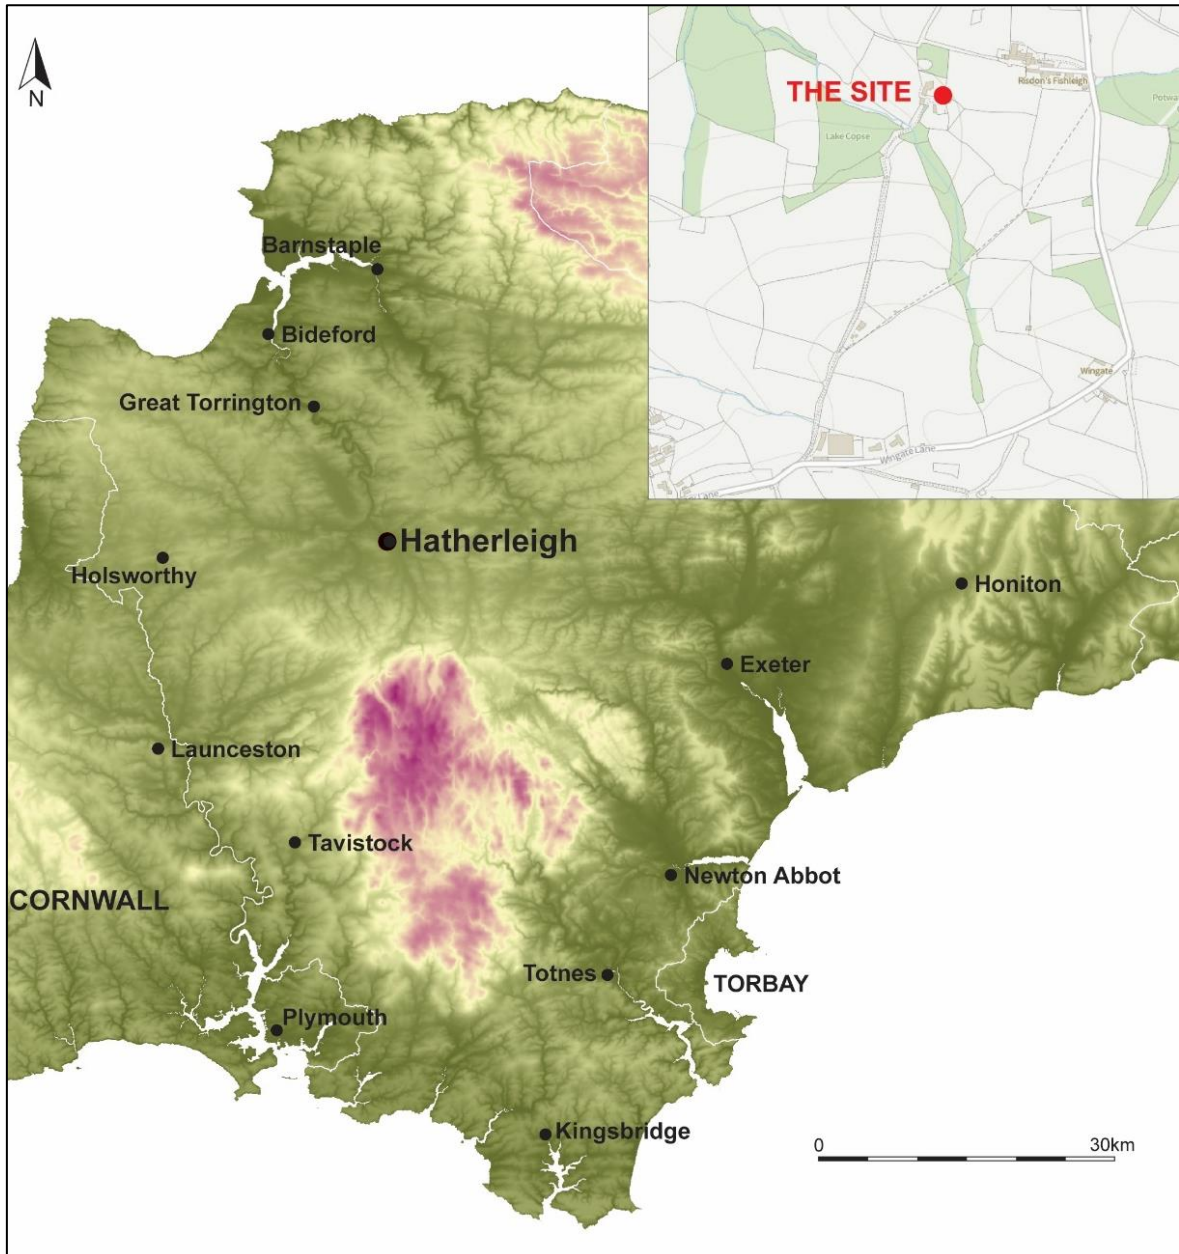 N
THE SITE
Risdon's Fishleigh
Lake Copse
Wingate
Wingate Lane
Lane
Barnstaple
Bideford
Great Torrington
Hatherleigh
Holsworthy
Honiton
Exeter
Launceston
Tavistock
Newton Abbot
CORNWALL
Totnes
TORBAY
Plymouth
Kingsbridge
0
30km